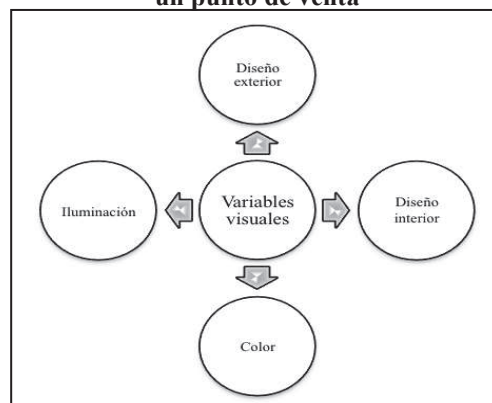 un punto de venta
Diseño
exterior
Iluminación
Variables
visuales
Diseño
interior
Color